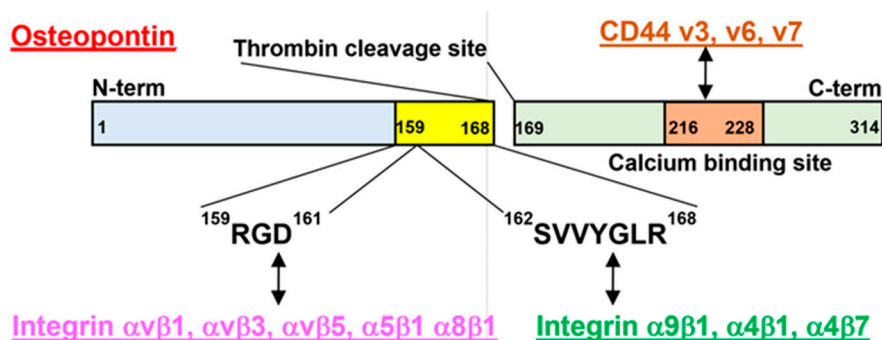 Osteopontin
CD44 v3, v6, v7
Thrombin cleavage site
N-term
C-term
1 159 168 169 216 228 314
Calcium binding site
159RGD161 162SVVYGLR168
Integrin αvβ1, αvβ3, αvβ5, α5β1 α8β1 Integrin α9β1, α4β1, α4β7